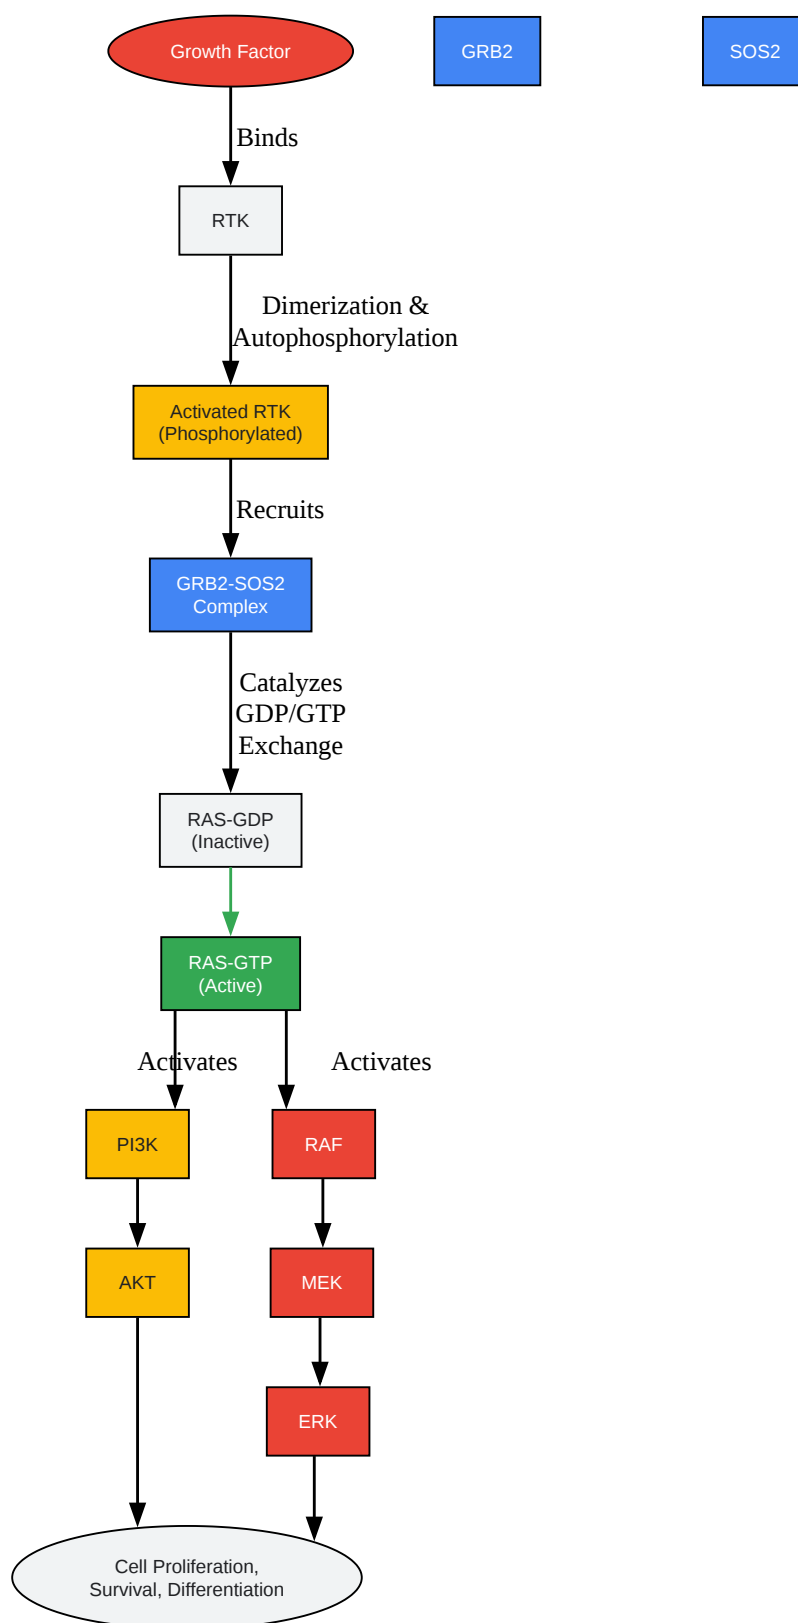 Growth Factor
GRB2
SOS2
Binds
RTK
Dimerization &
Autophosphorylation
Activated RTK
(Phosphorylated)
Recruits
GRB2-SOS2
Complex
Catalyzes
GDP/GTP
Exchange
RAS-GDP
(Inactive)
RAS-GTP
(Active)
Activates
Activates
PI3K
RAF
AKT
MEK
ERK
Cell Proliferation,
Survival, Differentiation